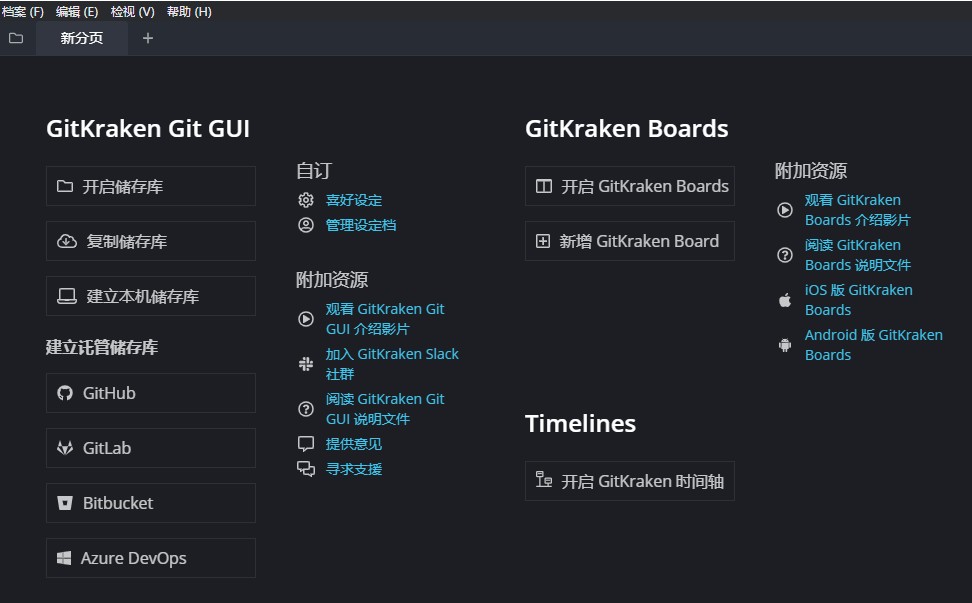 档案 (F) 编辑 (E) 检视 (V) 帮助 (H)
新分页
GitKraken Git GUI
开启储存库
复制储存库
建立本机储存库
建立讬管储存库
GitHub
GitLab
Bitbucket
Azure DevOps
自订
喜好设定
管理设定档
附加资源
观看 GitKraken Git
GUI 介绍影片
加入 GitKraken Slack
社群
阅读 GitKraken Git
GUI 说明文件
提供意见
寻求支援
GitKraken Boards
开启 GitKraken Boards
新增 GitKraken Board
附加资源
观看 GitKraken
Boards 介绍影片
阅读 GitKraken
Boards 说明文件
iOS 版 GitKraken
Boards
Android 版 GitKraken
Boards
Timelines
开启 GitKraken 时间轴